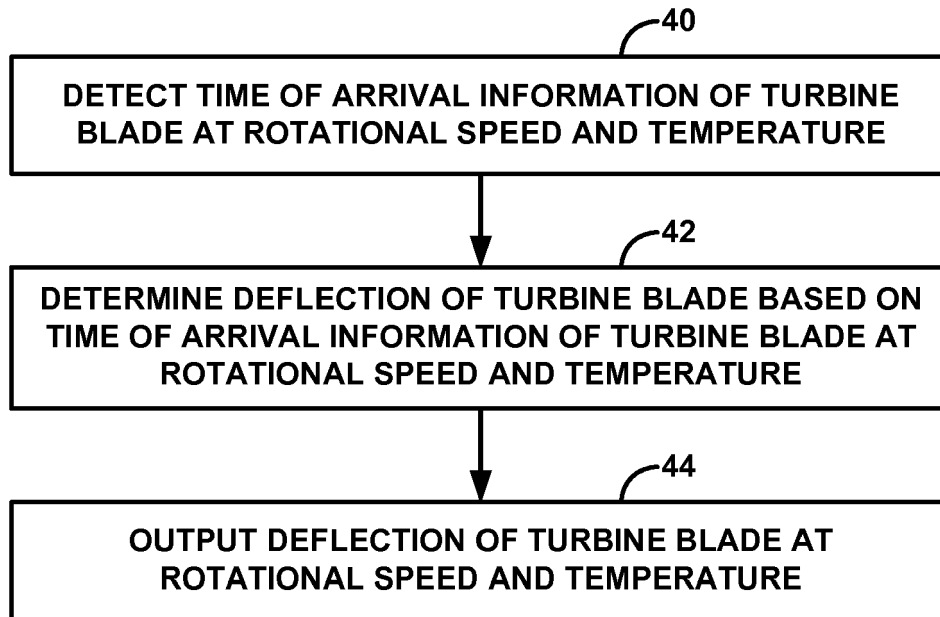 40
DETECT TIME OF ARRIVAL INFORMATION OF TURBINE
BLADE AT ROTATIONAL SPEED AND TEMPERATURE
42
DETERMINE DEFLECTION OF TURBINE BLADE BASED ON
TIME OF ARRIVAL INFORMATION OF TURBINE BLADE AT
ROTATIONAL SPEED AND TEMPERATURE
44
OUTPUT DEFLECTION OF TURBINE BLADE AT
ROTATIONAL SPEED AND TEMPERATURE